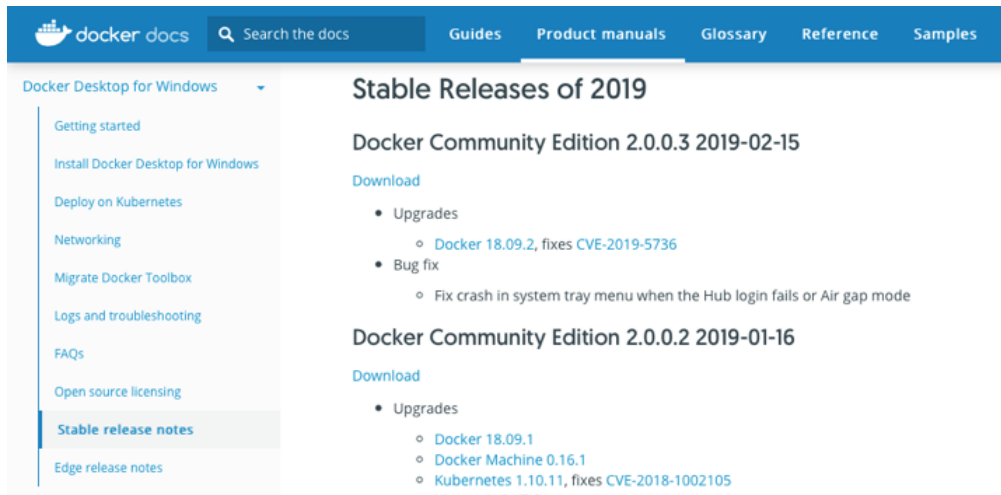 docker docs
Search the docs
Guides
Product manuals
Glossary
Reference
Samples
Docker Desktop for Windows
Getting started
Install Docker Desktop for Windows
Deploy on Kubernetes
Networking
Migrate Docker Toolbox
Logs and troubleshooting
FAQs
Open source licensing
Stable release notes
Edge release notes
Stable Releases of 2019
Docker Community Edition 2.0.0.3 2019-02-15
Download
Upgrades
Docker 18.09.2, fixes CVE-2019-5736
Bug fix
Fix crash in system tray menu when the Hub login fails or Air gap mode
Docker Community Edition 2.0.0.2 2019-01-16
Download
Upgrades
Docker 18.09.1
Docker Machine 0.16.1
Kubernetes 1.10.11, fixes CVE-2018-1002105